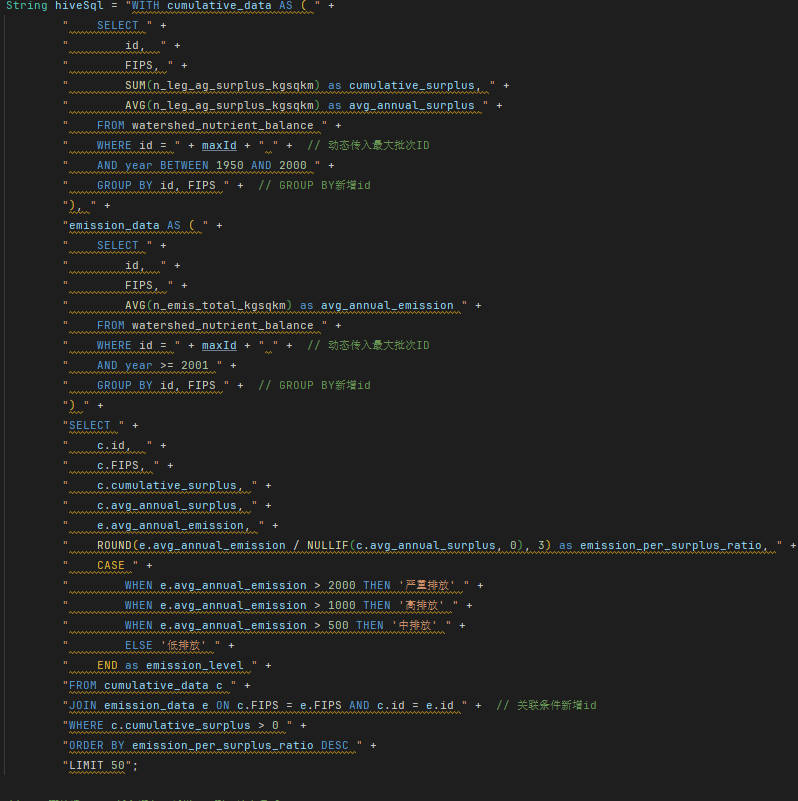 String hiveSql = "WITH cumulative_data AS ( " +
"    SELECT " +
"        id,  " +
"        FIPS, " +
"        SUM(n_leg_ag_surplus_kgsqkm) as cumulative_surplus, " +
"        AVG(n_leg_ag_surplus_kgsqkm) as avg_annual_surplus " +
"    FROM watershed_nutrient_balance " +
"    WHERE id = " + maxId + " " +  // 动态传入最大批次ID
"    AND year BETWEEN 1950 AND 2000 " +
"    GROUP BY id, FIPS " +  // GROUP BY新增id
"), " +
"emission_data AS ( " +
"    SELECT " +
"        id,  " +
"        FIPS, " +
"        AVG(n_emis_total_kgsqkm) as avg_annual_emission " +
"    FROM watershed_nutrient_balance " +
"    WHERE id = " + maxId + " " +  // 动态传入最大批次ID
"    AND year >= 2001 " +
"    GROUP BY id, FIPS " +  // GROUP BY新增id
") " +
"SELECT " +
"    c.id,  " +
"    c.FIPS, " +
"    c.cumulative_surplus, " +
"    c.avg_annual_surplus, " +
"    e.avg_annual_emission, " +
"    ROUND(e.avg_annual_emission / NULLIF(c.avg_annual_surplus, 0), 3) as emission_per_surplus_ratio, " +
"    CASE " +
"        WHEN e.avg_annual_emission > 2000 THEN '严重排放' " +
"        WHEN e.avg_annual_emission > 1000 THEN '高排放' " +
"        WHEN e.avg_annual_emission > 500 THEN '中排放' " +
"        ELSE '低排放' " +
"    END as emission_level " +
"FROM cumulative_data c " +
"JOIN emission_data e ON c.FIPS = e.FIPS AND c.id = e.id " +  // 关联条件新增id
"WHERE c.cumulative_surplus > 0 " +
"ORDER BY emission_per_surplus_ratio DESC " +
"LIMIT 50";